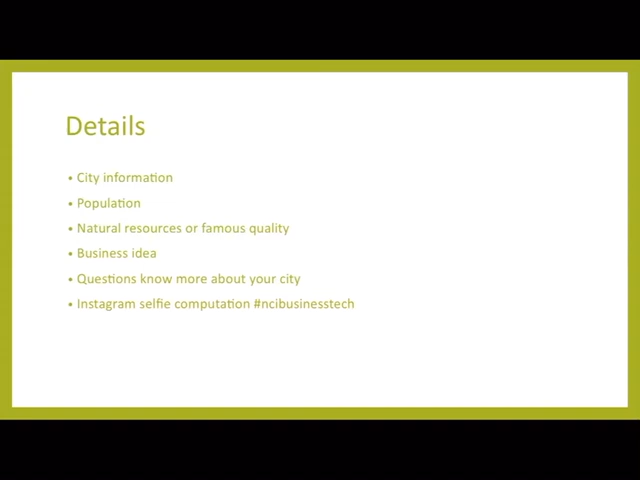 Details
• City information
• Population
• Natural resources or famous quality
• Business idea
• Questions know more about your city
• Instagram selfie computation #ncibusinesstech